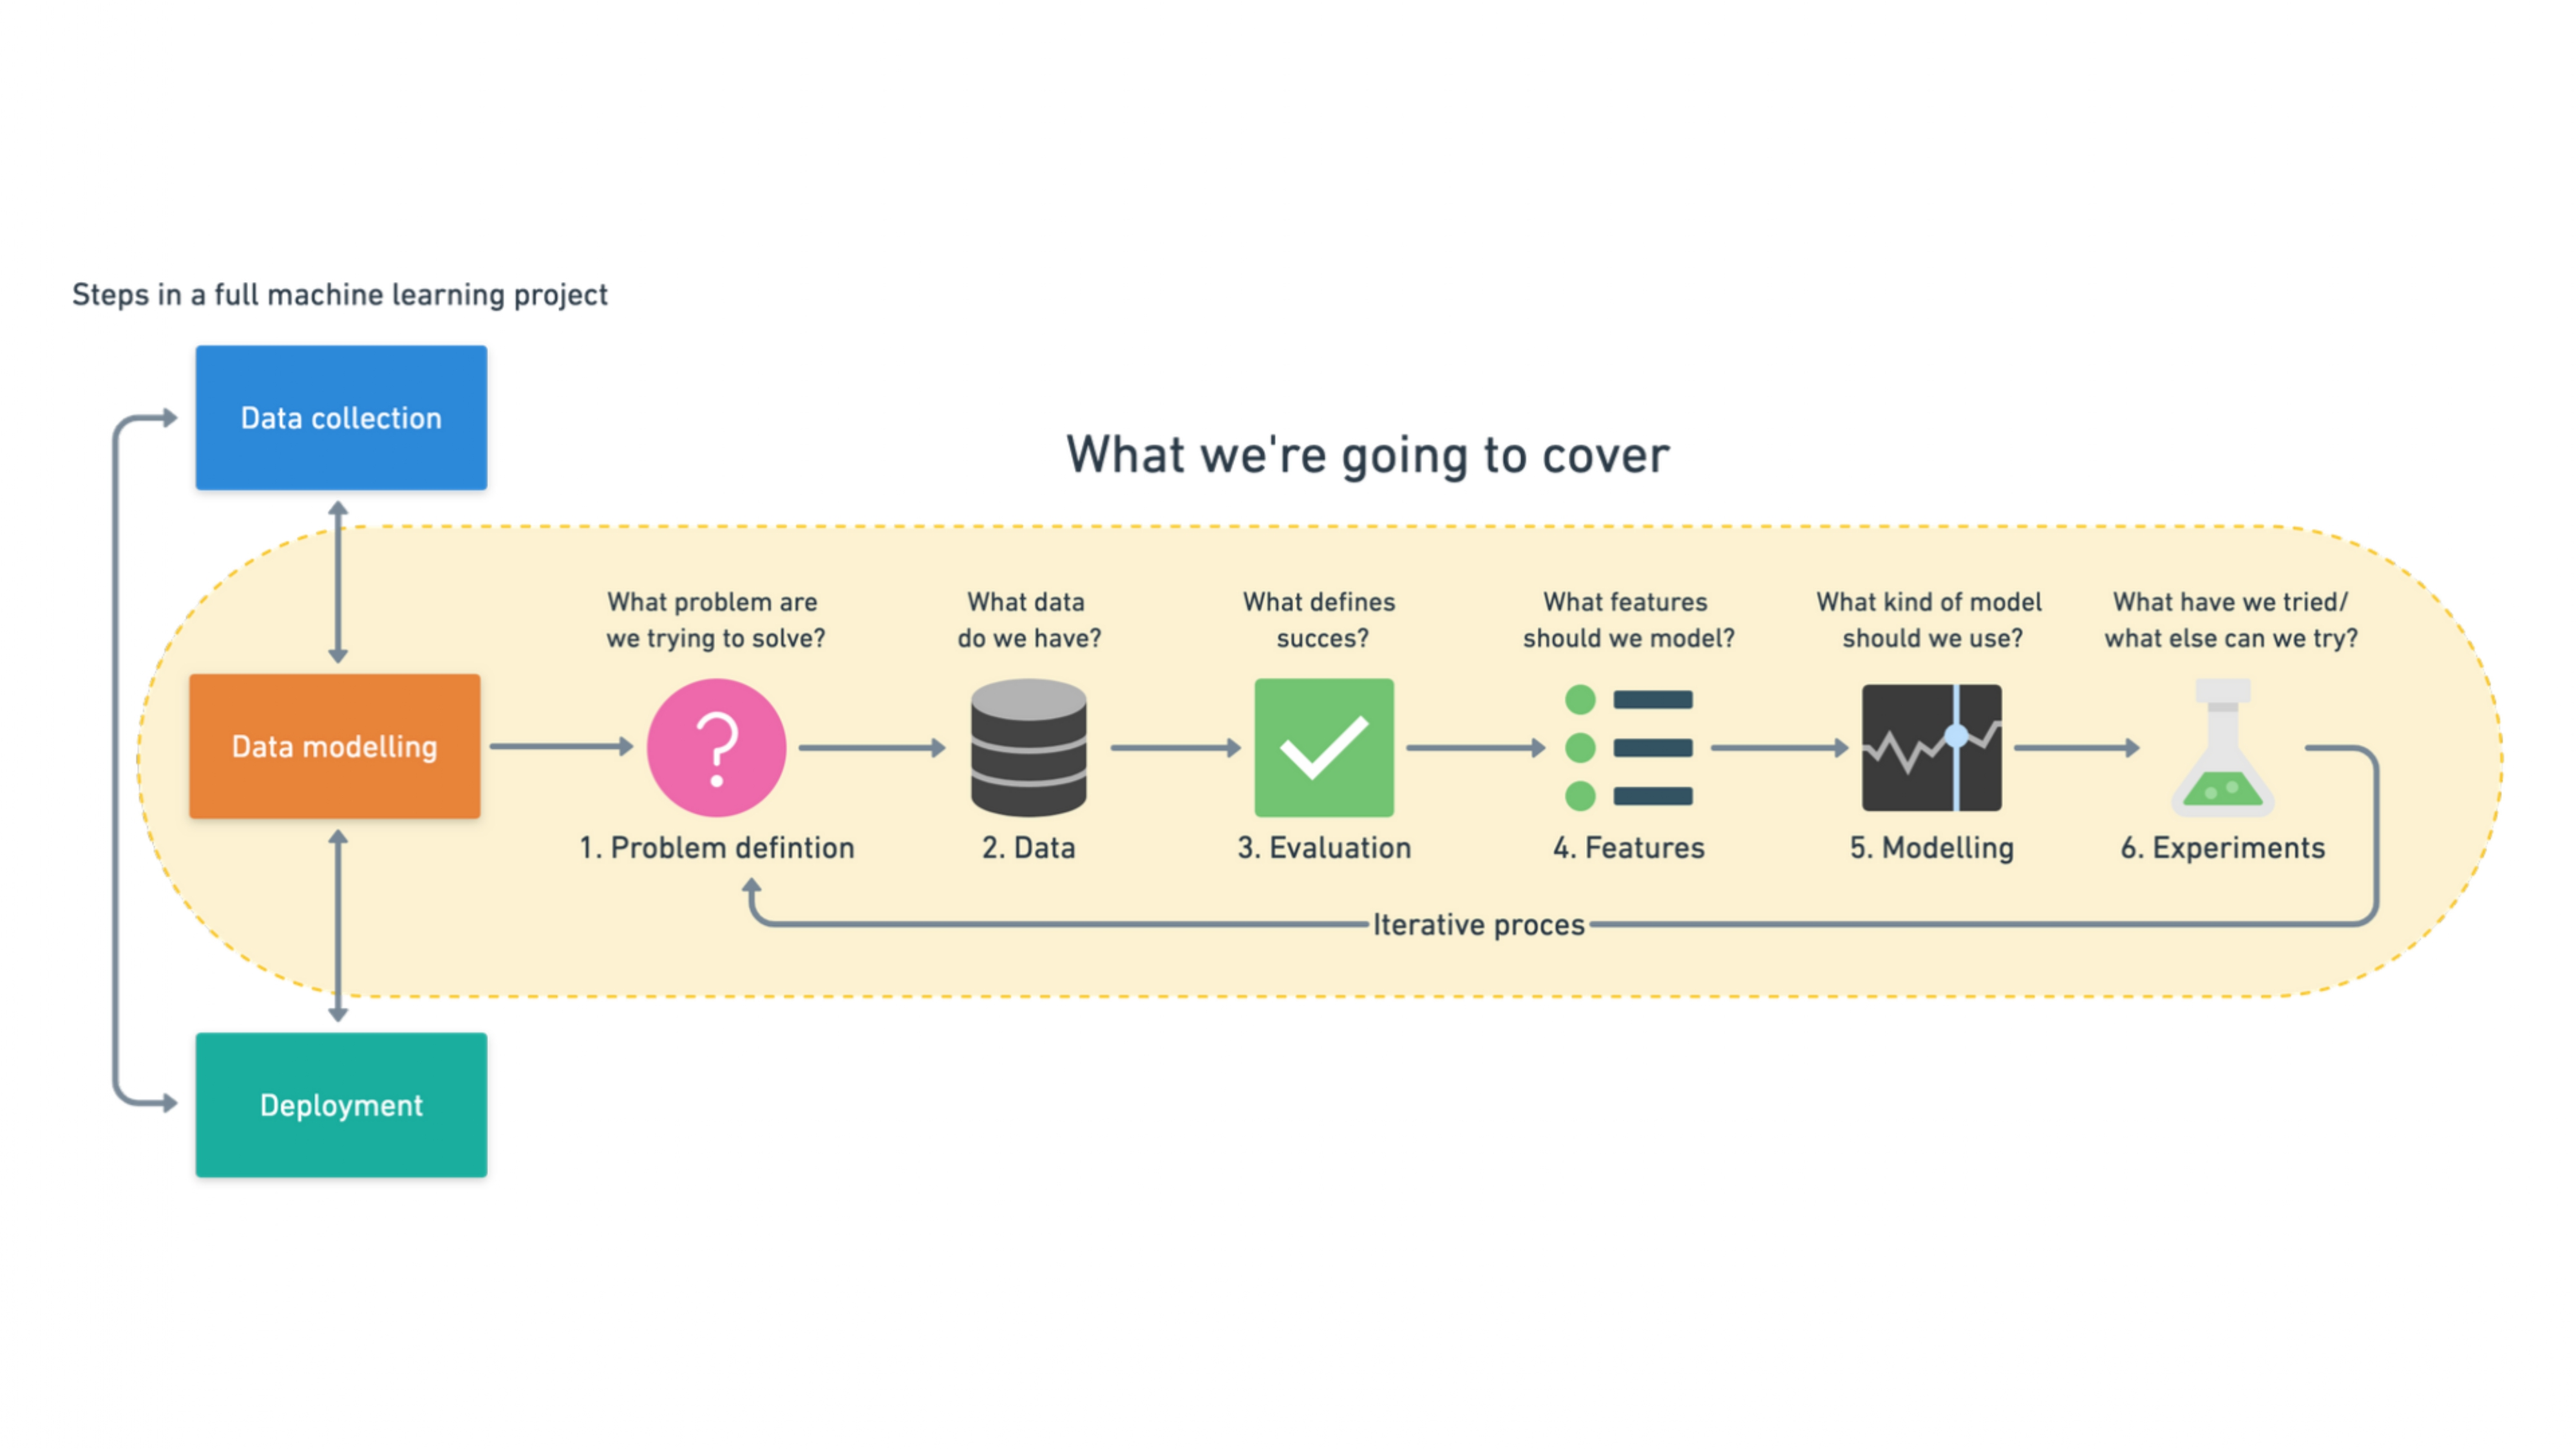 Steps in a full machine learning project
Data collection
What we're going to cover
What problem are
we trying to solve?
What data
do we have?
What defines
succes?
What features
should we model?
What kind of model
should we use?
What have we tried/
what else can we try?
Data modelling
1. Problem defintion
2. Data
3. Evaluation
4. Features
5. Modelling
6. Experiments
Iterative proces
Deployment